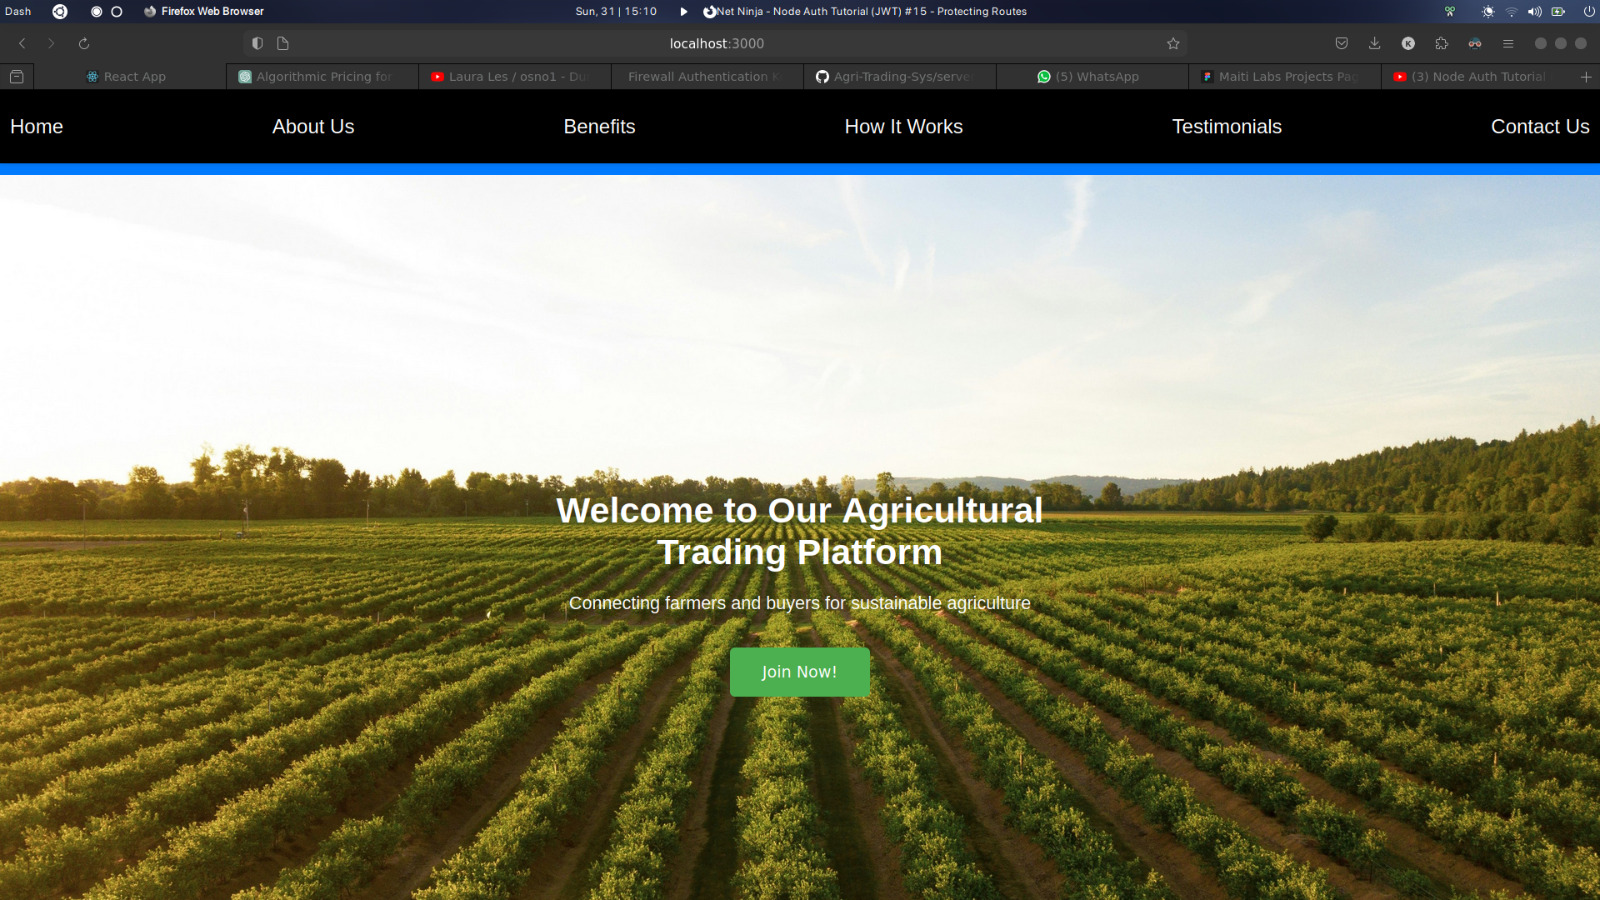 Dash
Firefox Web Browser
Sun, 31 | 15:10
Net Ninja - Node Auth Tutorial (JWT) #15 - Protecting Routes
localhost:3000
K
React App
Algorithmic Pricing for
Laura Les / osno1 - Du
Firewall Authentication K
Agri-Trading-Sys/serve
(5) WhatsApp
Maiti Labs Projects Pag
(3) Node Auth Tutorial
Home
About Us
Benefits
How It Works
Testimonials
Contact Us
Welcome to Our Agricultural
Trading Platform
Connecting farmers and buyers for sustainable agriculture
Join Now!